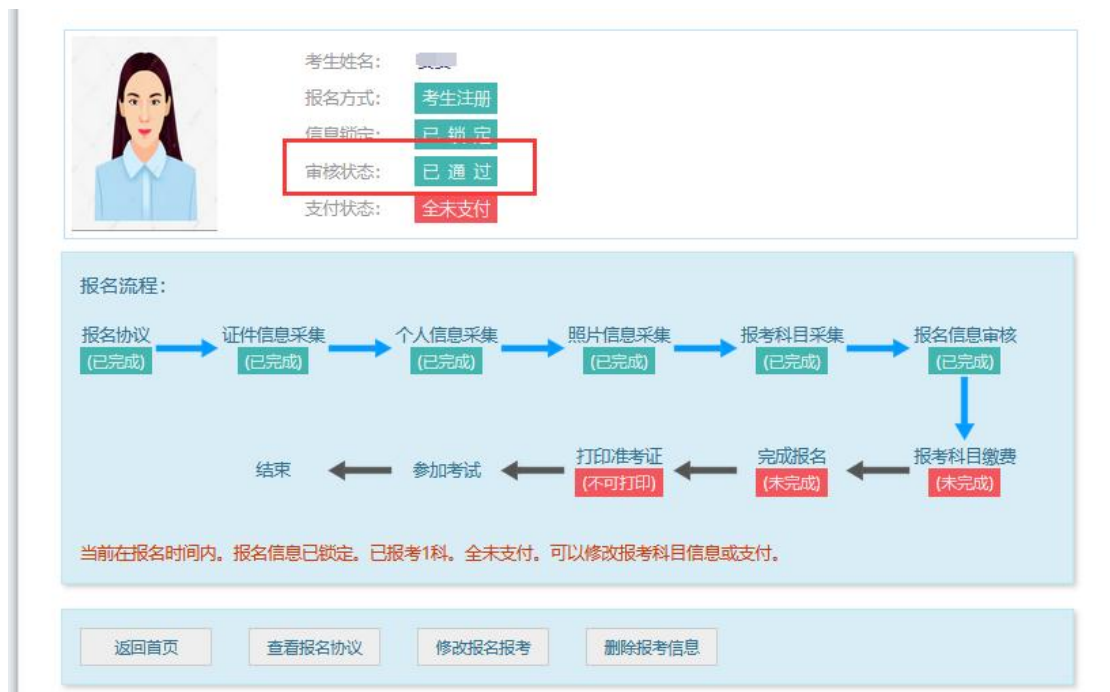 考生姓名:
报名方式: 考生注册
信息锁定: 已 锁 定
审核状态: 已 通 过
支付状态: 全未支付
报名流程:
报名协议 证件信息采集 个人信息采集 照片信息采集 报考科目采集 报名信息审核
(已完成) (已完成) (已完成) (已完成) (已完成) (已完成)
结束 参加考试 打印准考证 完成报名 报考科目缴费
(不可打印) (未完成) (未完成)
当前在报名时间内。报名信息已锁定。已报考1科。全未支付。可以修改报考科目信息或支付。
返回首页 查看报名协议 修改报名报考 删除报考信息